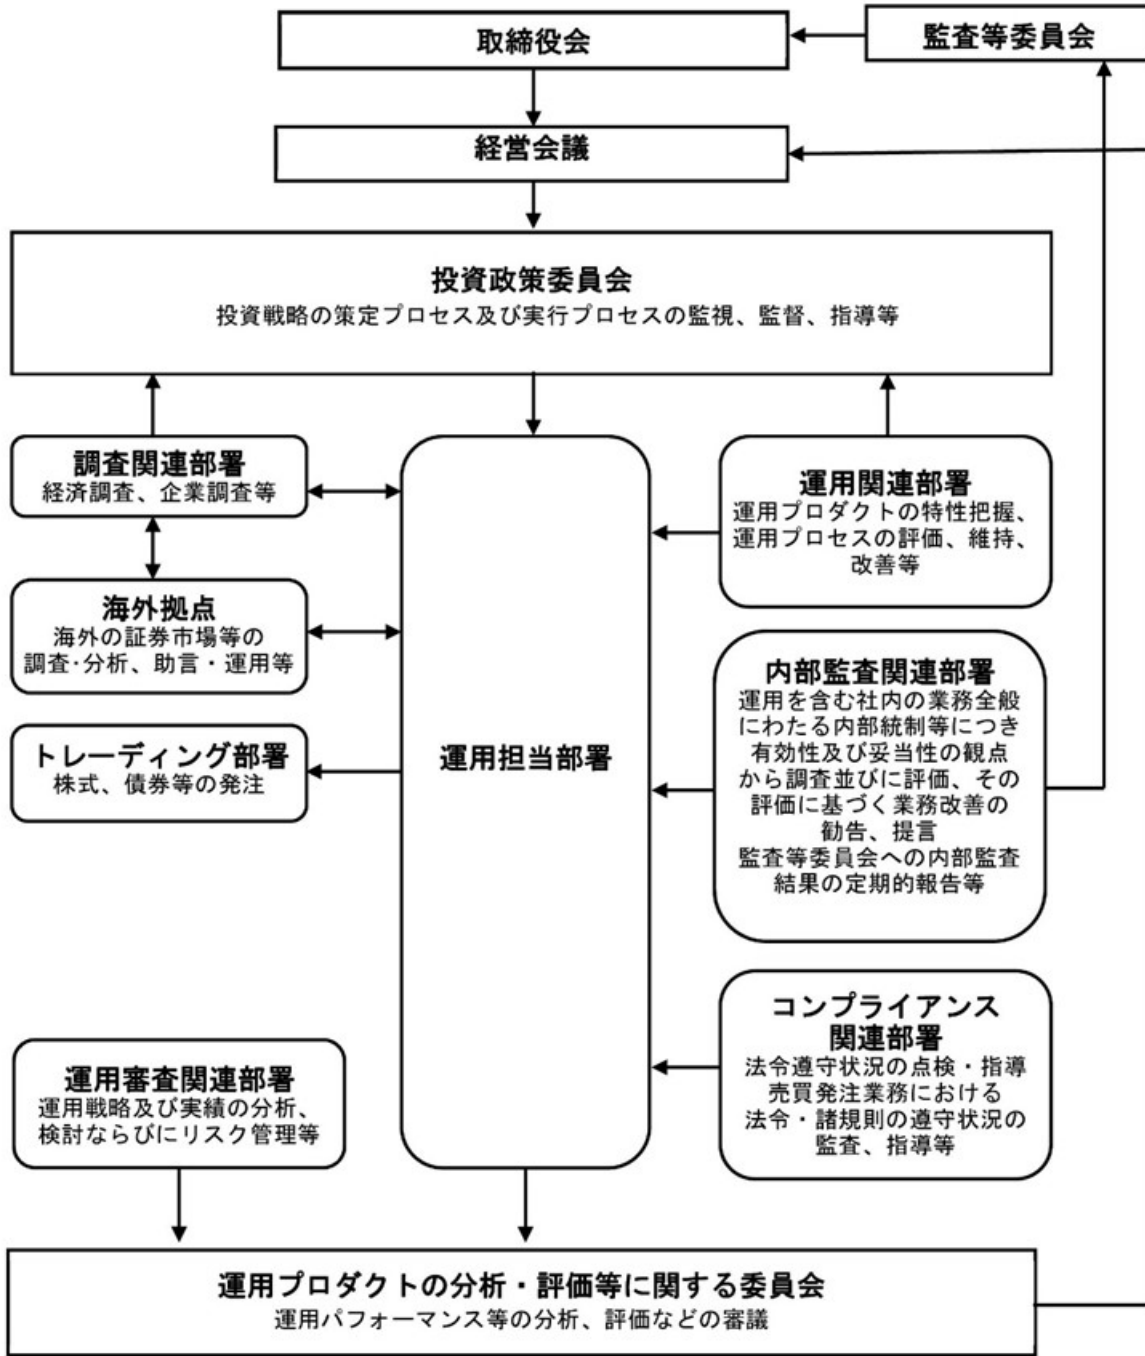 取締役会
監査等委員会
経営会議
投資政策委員会
投資戦略の策定プロセス及び実行プロセスの監視、監督、指導等
調査関連部署
経済調査、企業調査等
海外拠点
海外の証券市場等の
調査・分析、助言・運用等
トレーディング部署
株式、債券等の発注
運用担当部署
運用関連部署
運用プロダクトの特性把握、
運用プロセスの評価、維持、
改善等
内部監査関連部署
運用を含む社内の業務全般
にわたる内部統制等につき
有効性及び妥当性の観点
から調査並びに評価、その
評価に基づく業務改善の
勧告、提言
監査等委員会への内部監査
結果の定期的報告等
コンプライアンス
関連部署
法令遵守状況の点検・指導
売買発注業務における
法令・諸規則の遵守状況の
監査、指導等
運用審査関連部署
運用戦略及び実績の分析、
検討ならびにリスク管理等
運用プロダクトの分析・評価等に関する委員会
運用パフォーマンス等の分析、評価などの審議